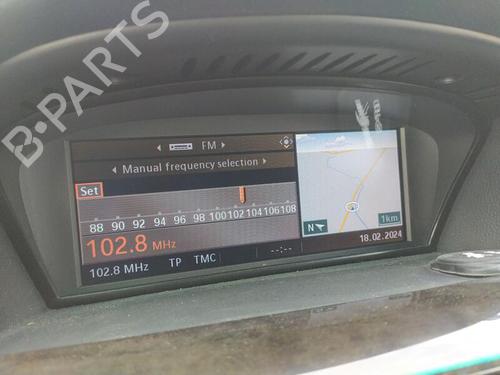 B-PARTS
FM
Manual frequency selection
Set
88 90 92 94 96 98 100 102 104 106 108
102.8 MHz
102.8 MHz TP TMC --:--
N 1km
18.02.2024